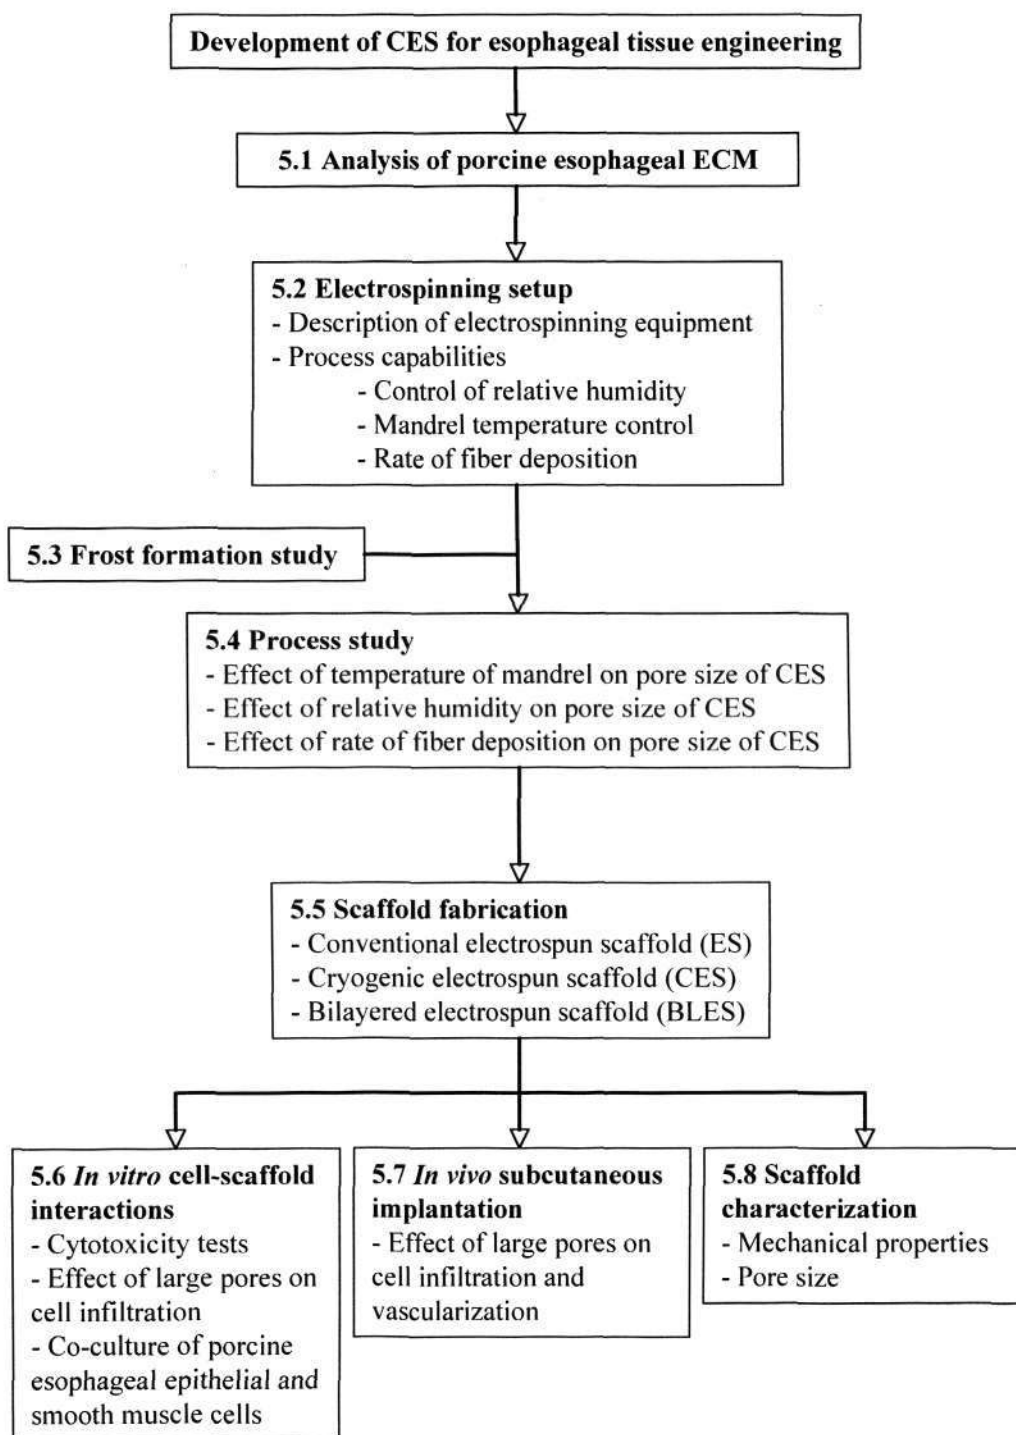 Development of CES for esophageal tissue engineering
5.1 Analysis of porcine esophageal ECM
5.2 Electrospinning setup
- Description of electrospinning equipment
- Process capabilities
- Control of relative humidity
- Mandrel temperature control
- Rate of fiber deposition
5.3 Frost formation study
5.4 Process study
- Effect of temperature of mandrel on pore size of CES
- Effect of relative humidity on pore size of CES
- Effect of rate of fiber deposition on pore size of CES
5.5 Scaffold fabrication
- Conventional electrospun scaffold (ES)
- Cryogenic electrospun scaffold (CES)
- Bilayered electrospun scaffold (BLES)
5.6 In vitro cell-scaffold
interactions
- Cytotoxicity tests
- Effect of large pores on
cell infiltration
- Co-culture of porcine
esophageal epithelial and
smooth muscle cells
5.7 In vivo subcutaneous
implantation
- Effect of large pores on
cell infiltration and
vascularization
5.8 Scaffold
characterization
- Mechanical properties
- Pore size